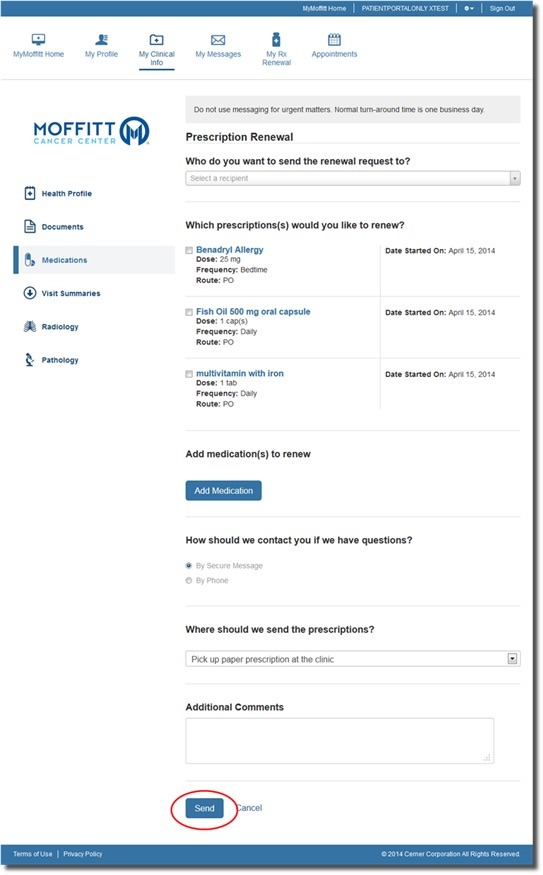 MyMoffitt Home
PATIENTPORTALONLY XTEST
Sign Out
MyMoffitt Home
My Profile
My Clinical
Info
My Messages
My Rx
Renewal
Appointments
MOFFITT
CANCER CENTER
Health Profile
Documents
Medications
Visit Summaries
Radiology
Pathology
Do not use messaging for urgent matters. Normal turn-around time is one business day.
Prescription Renewal
Who do you want to send the renewal request to?
Select a recipient
Which prescriptions(s) would you like to renew?
Benadryl Allergy
Dose: 25 mg
Frequency: Bedtime
Route: PO
Date Started On: April 15, 2014
Fish Oil 500 mg oral capsule
Dose: 1 cap(s)
Frequency: Daily
Route: PO
Date Started On: April 15, 2014
multivitamin with iron
Dose: 1 tab
Frequency: Daily
Route: PO
Date Started On: April 15, 2014
Add medication(s) to renew
Add Medication
How should we contact you if we have questions?
By Secure Message
By Phone
Where should we send the prescriptions?
Pick up paper prescription at the clinic
Additional Comments
Send
Cancel
Terms of Use | Privacy Policy
© 2014 Cerner Corporation All Rights Reserved.